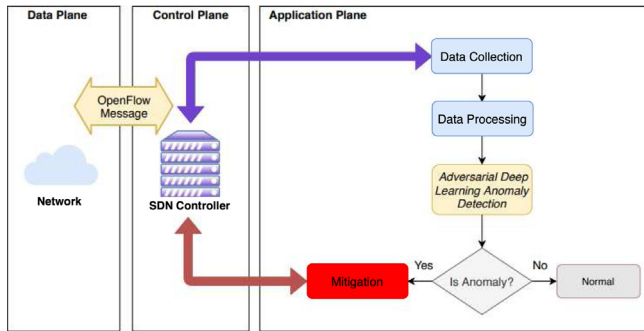 Data Plane
Control Plane
Application Plane
Data Collection
OpenFlow
Message
Data Processing
Network
SDN Controller
Adversarial Deep
Learning Anomaly
Detection
Mitigation
Yes
Is Anomaly?
No
Normal